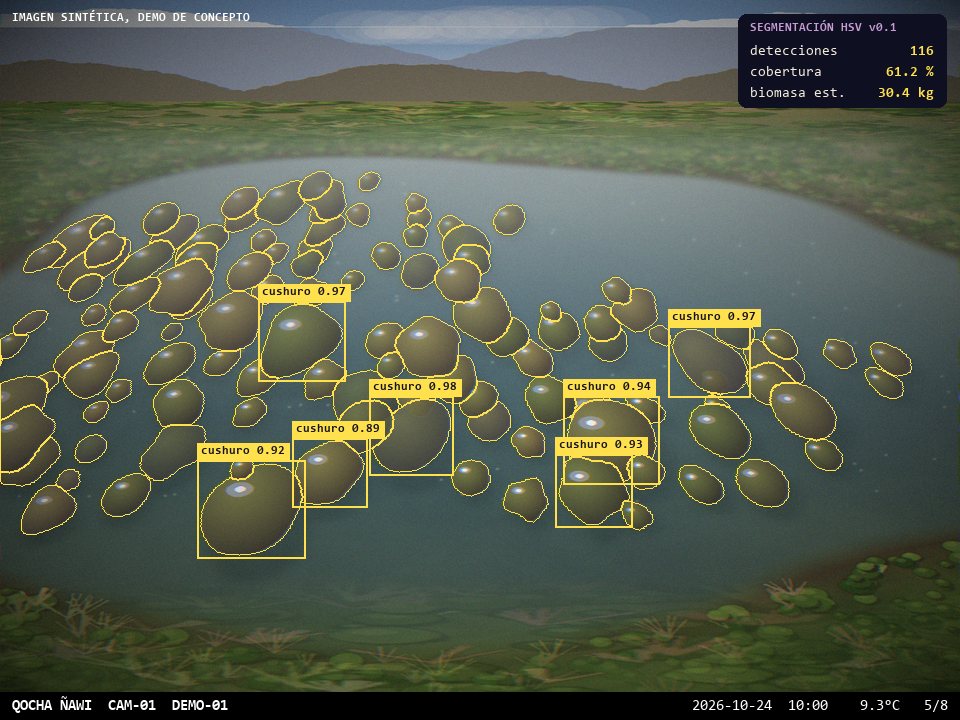 IMAGEN SINTÉTICA, DEMO DE CONCEPTO
SEGMENTACIÓN HSV v0.1
detecciones 116
cobertura 61.2 %
biomasa est. 30.4 kg
cushuro 0.97
cushuro 0.97
cushuro 0.98
cushuro 0.94
cushuro 0.89
cushuro 0.93
cushuro 0.92
QOCHA ÑAWI CAM-01 DEMO-01 2026-10-24 10:00 9.3°C 5/8